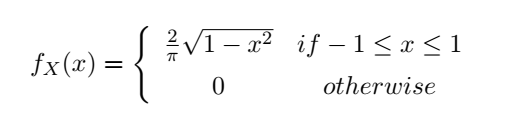 f_X(x) = { 2/π √(1 − x²) if − 1 ≤ x ≤ 1
0 otherwise